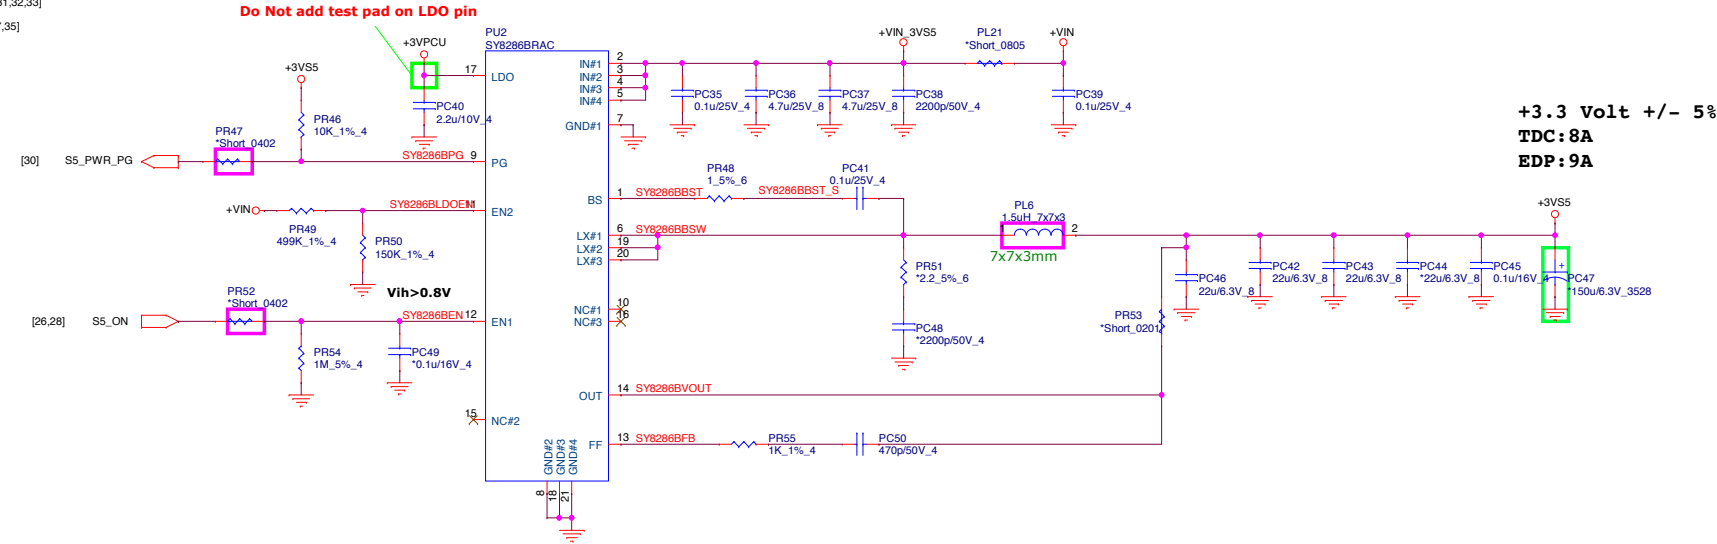 31,32,33]
,35]
Do Not add test pad on LDO pin
+3VPCU
+3VS5
PR46
10K_1%_4
PC40
2.2u/10V_4
PR47
*Short_0402
[30]
S5_PWR_PG
SY8286BPG
+VIN
PR49
499K_1%_4
PR50
150K_1%_4
SY8286BLDOEN
PR52
*Short_0402
Vih>0.8V
[26,28]
S5_ON
SY8286BEN
PR54
1M_5%_4
PC49
*0.1u/16V_4
PU2
SY8286BRAC
17
LDO
9
PG
11
EN2
12
EN1
15
NC#2
IN#1
2
IN#2
3
IN#3
4
IN#4
5
GND#1
7
BS
1
LX#1
6
LX#2
19
LX#3
20
NC#1
10
NC#3
16
OUT
14
FF
13
GND#2
GND#3
GND#4
8
18
21
+VIN_3VS5
PL21
*Short_0805
+VIN
PC35
0.1u/25V_4
PC36
4.7u/25V_8
PC37
4.7u/25V_8
PC38
2200p/50V_4
PC39
0.1u/25V_4
SY8286BBST
PR48
1_5%_6
SY8286BBST_S
PC41
0.1u/25V_4
SY8286BBSW
PL6
1.5uH_7x7x3
1
2
7x7x3mm
PR51
*2.2_5%_6
PC48
*2200p/50V_4
PR53
*Short_0201
SY8286BVOUT
SY8286BFB
PR55
1K_1%_4
PC50
470p/50V_4
PC46
22u/6.3V_8
PC42
22u/6.3V_8
PC43
22u/6.3V_8
PC44
*22u/6.3V_8
PC45
0.1u/16V_4
+3VS5
+
PC47
*150u/6.3V_3528
+3.3 Volt +/- 5%
TDC:8A
EDP:9A